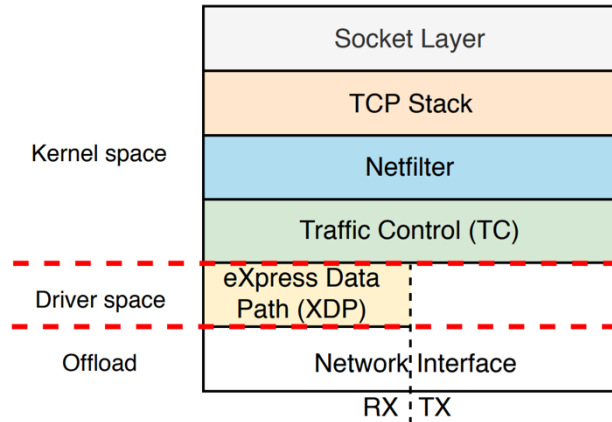 Socket Layer
TCP Stack
Kernel space
Netfilter
Traffic Control (TC)
eXpress Data
Path (XDP)
Driver space
Offload
Network Interface
RX
TX